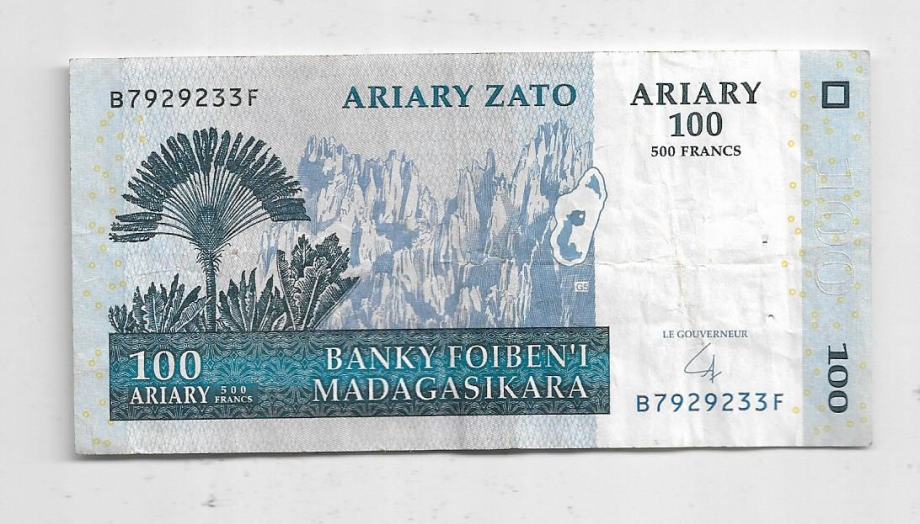 B7929233F
ARIARY ZATO
ARIARY
100
500 FRANCS
100
LE GOUVERNEUR
B7929233F
100
100
ARIARY 500 FRANCS
BANKY FOIBEN'I
MADAGASIKARA